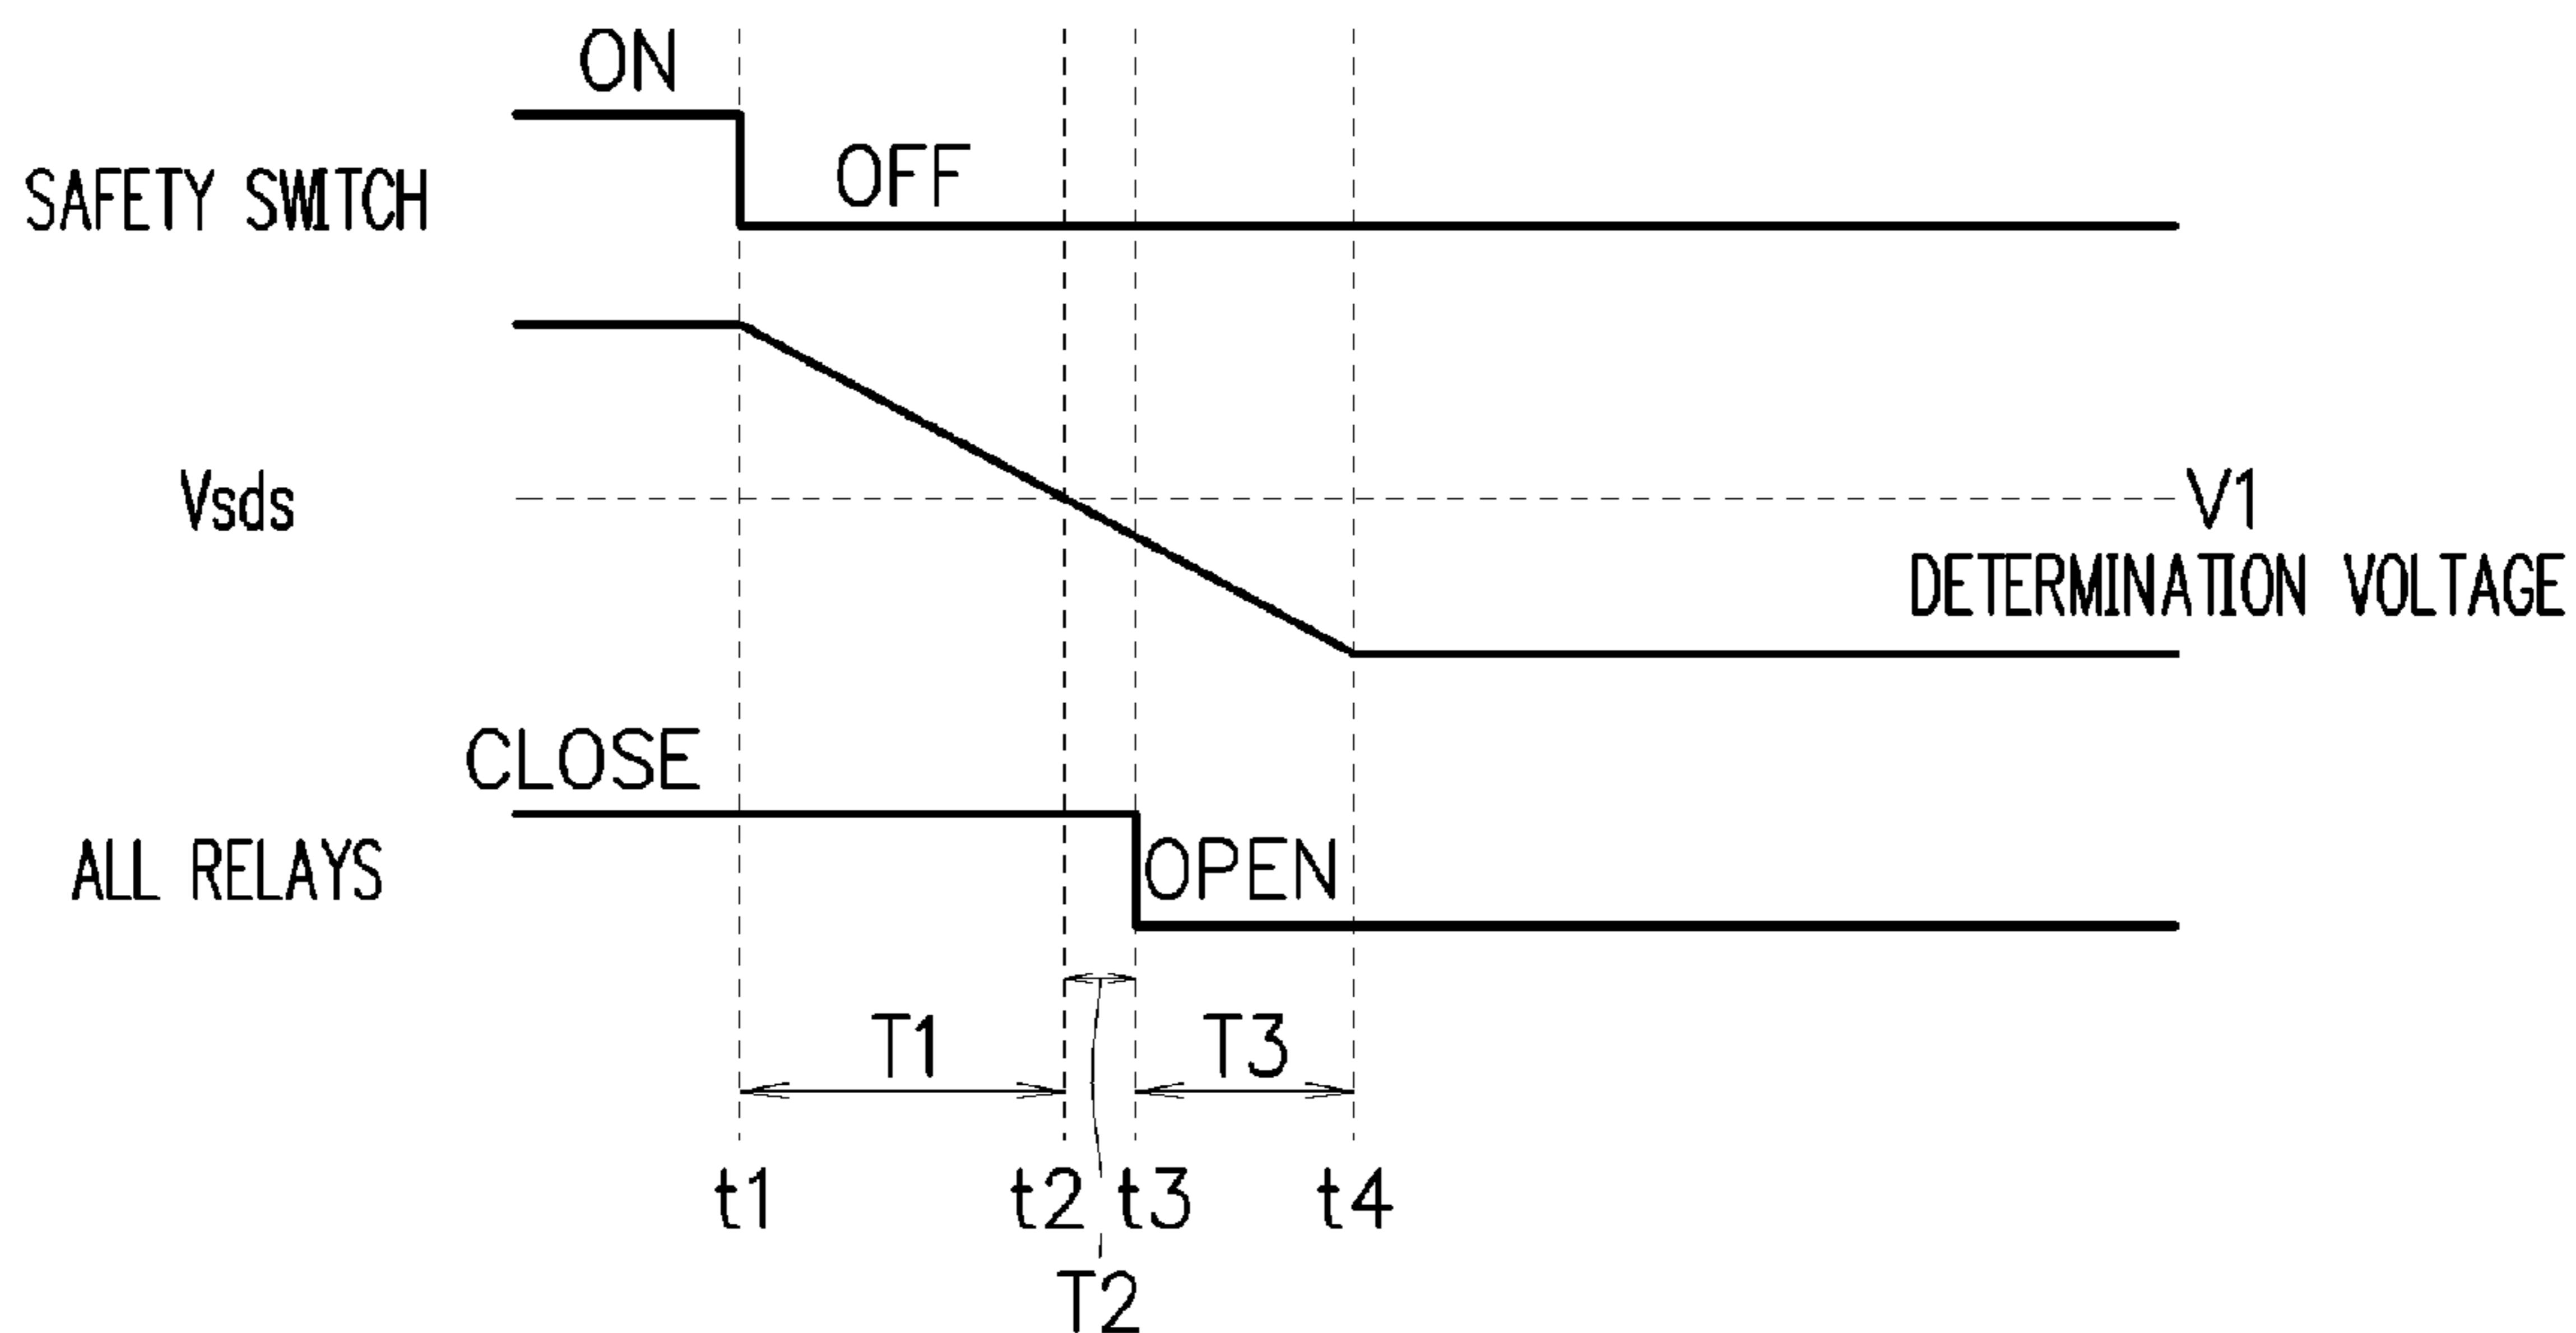 ON
OFF
SAFETY SWITCH
Vsds
V1
DETERMINATION VOLTAGE
CLOSE
ALL RELAYS
OPEN
T1
T3
t1
t2
t3
t4
T2